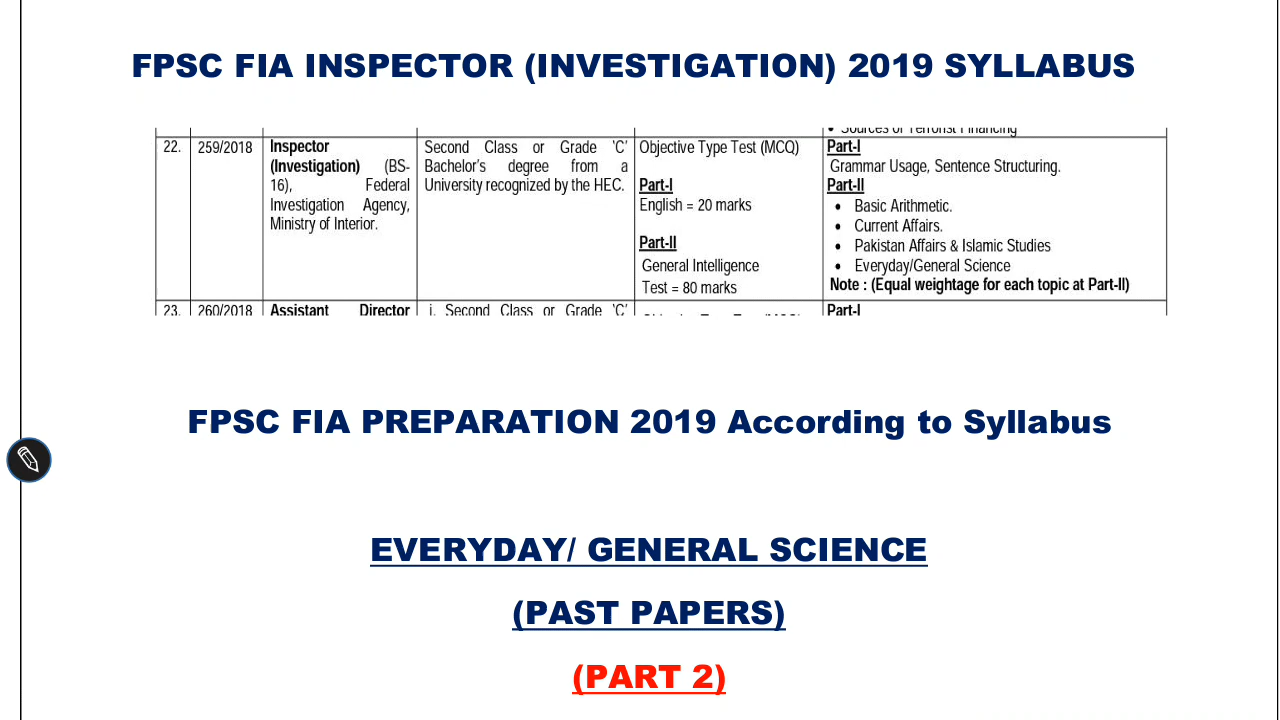 FPSC FIA INSPECTOR (INVESTIGATION) 2019 SYLLABUS
• Sources of Terrorist Financing
22.
259/2018
Inspector
(Investigation) (BS-
16), Federal
Investigation Agency,
Ministry of Interior.
Second Class or Grade ‘C’
Bachelor’s degree from a
University recognized by the HEC.
Objective Type Test (MCQ)
Part-I
English = 20 marks
Part-II
General Intelligence
Test = 80 marks
Part-I
Grammar Usage, Sentence Structuring.
Part-II
• Basic Arithmetic.
• Current Affairs.
• Pakistan Affairs & Islamic Studies
• Everyday/General Science
Note : (Equal weightage for each topic at Part-II)
23.
260/2018
Assistant Director
i. Second Class or Grade ‘C’
Part-I
FPSC FIA PREPARATION 2019 According to Syllabus
EVERYDAY/ GENERAL SCIENCE
(PAST PAPERS)
(PART 2)